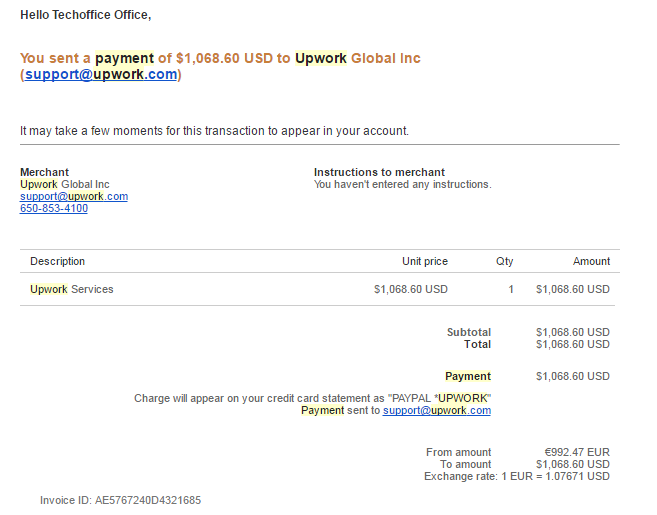 Hello Techoffice Office,
You sent a payment of $1,068.60 USD to Upwork Global Inc
(support@upwork.com)
It may take a few moments for this transaction to appear in your account.
Merchant
Upwork Global Inc
support@upwork.com
650-853-4100
Instructions to merchant
You haven't entered any instructions.
Description Unit price Qty Amount
Upwork Services $1,068.60 USD 1 $1,068.60 USD
Subtotal $1,068.60 USD
Total $1,068.60 USD
Payment $1,068.60 USD
Charge will appear on your credit card statement as "PAYPAL *UPWORK"
Payment sent to support@upwork.com
From amount €992.47 EUR
To amount $1,068.60 USD
Exchange rate: 1 EUR = 1.07671 USD
Invoice ID: AE5767240D4321685